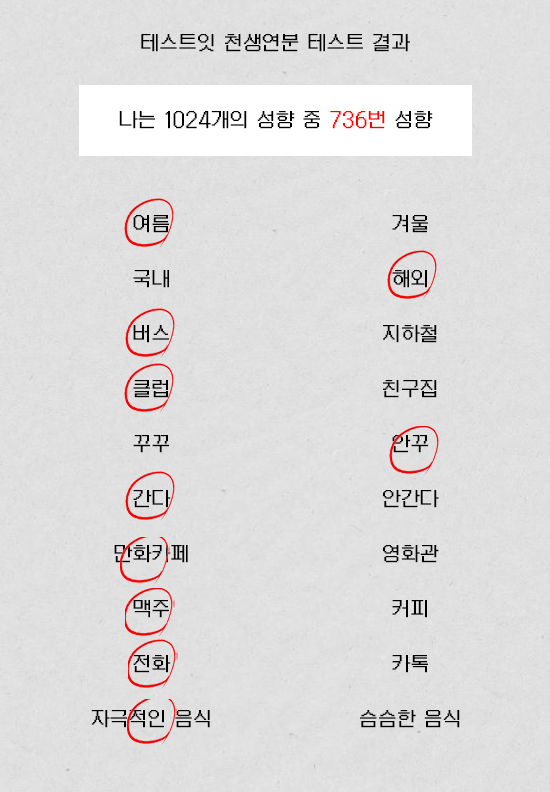 테스트잇 천생연분 테스트 결과
나는 1024개의 성향 중 736번 성향
여름 겨울
국내 해외
버스 지하철
클럽 친구집
꾸꾸 안꾸
간다 안간다
만화카페 영화관
맥주 커피
전화 카톡
자극적인 음식 슴슴한 음식